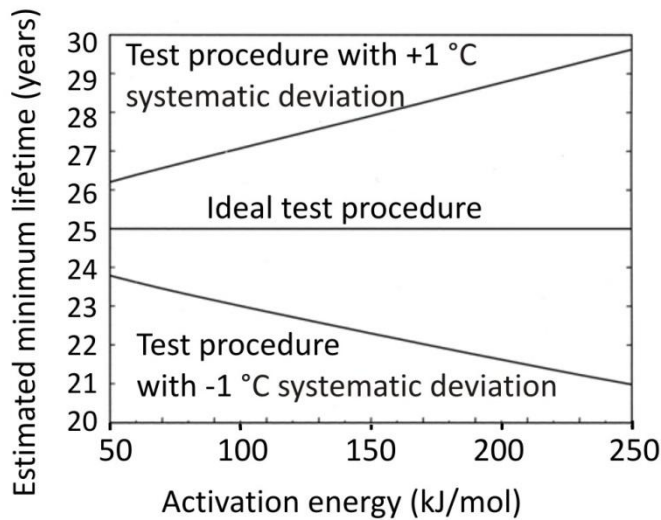 Estimated minimum lifetime (years)
30
29
28
27
26
25
24
23
22
21
20
Test procedure with +1 °C
systematic deviation
Ideal test procedure
Test procedure
with -1 °C systematic deviation
50 100 150 200 250
Activation energy (kJ/mol)